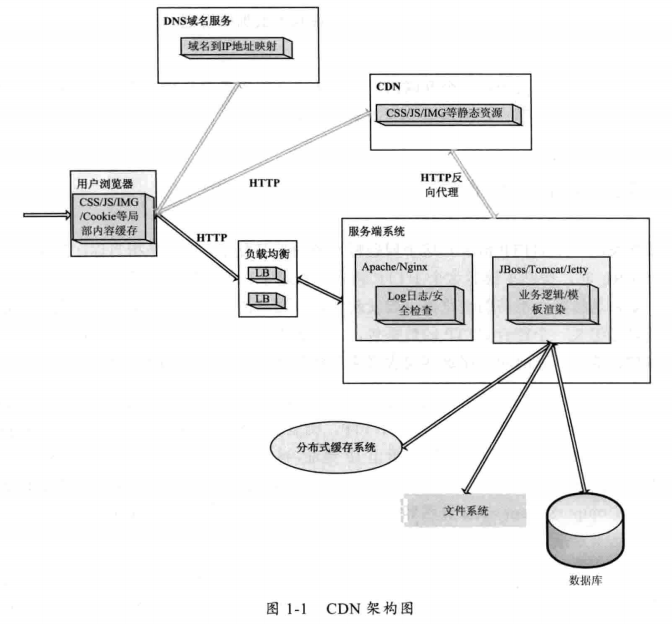 DNS域名服务
域名到IP地址映射
CDN
CSS/JS/IMG等静态资源
HTTP
HTTP反
向代理
用户浏览器
CSS/JS/IMG
/Cookie等局
部内容缓存
HTTP
负载均衡
LB
LB
服务端系统
Apache/Nginx
Log日志/安
全检查
JBoss/Tomcat/Jetty
业务逻辑/模
板渲染
分布式缓存系统
文件系统
数据库
图 1-1 CDN 架构图